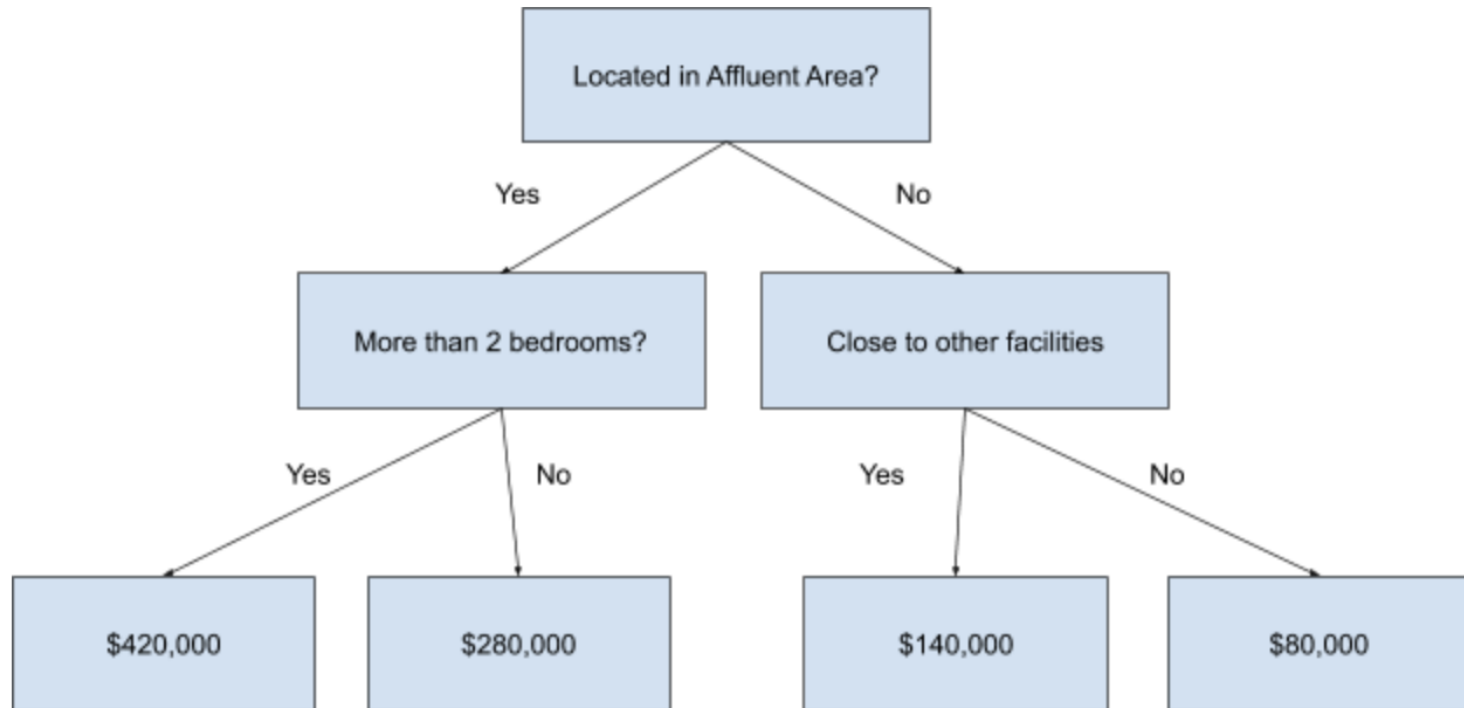 Located in Affluent Area?
Yes
No
More than 2 bedrooms?
Close to other facilities
Yes
No
Yes
No
$420,000
$280,000
$140,000
$80,000